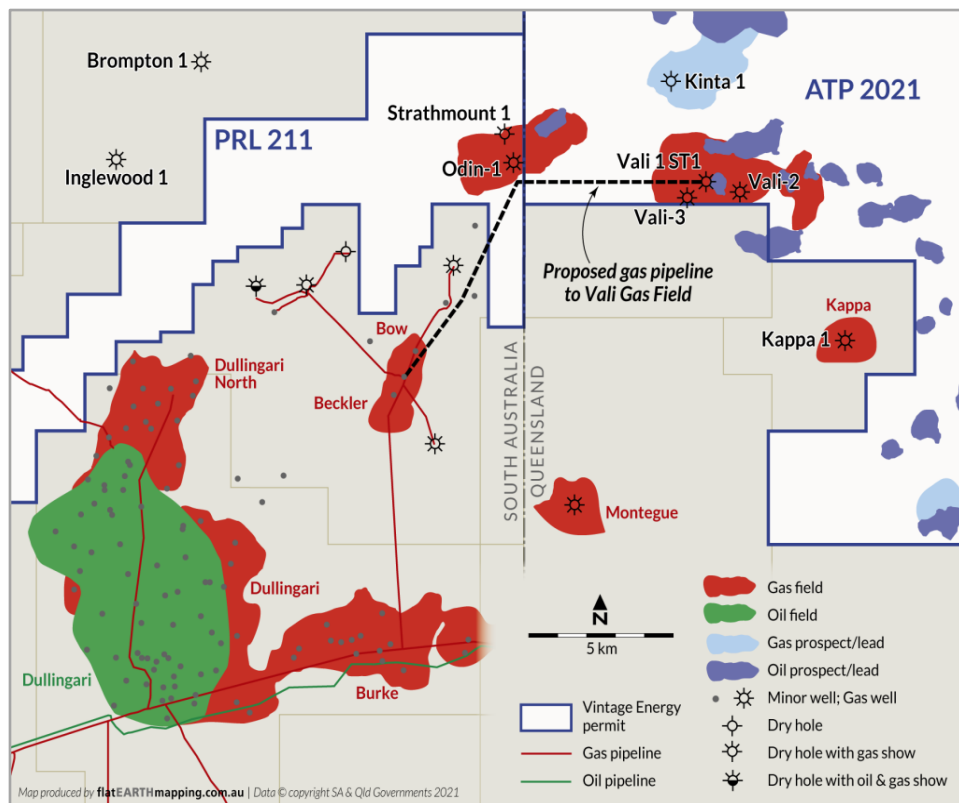 Brompton 1
Kinta 1
ATP 2021
Strathmount 1
PRL 211
Odin-1
Vali 1 ST1
Vali-2
Inglewood 1
Vali-3
Proposed gas pipeline
to Vali Gas Field
Kappa
Bow
Kappa 1
Dullingari
North
Beckler
SOUTH AUSTRALIA
QUEENSLAND
Montegue
Dullingari
Dullingari
Burke
N
5 km
Gas field
Oil field
Gas prospect/lead
Oil prospect/lead
Minor well; Gas well
Dry hole
Dry hole with gas show
Dry hole with oil & gas show
Vintage Energy
permit
Gas pipeline
Oil pipeline
Map produced by flatEARTHmapping.com.au | Data © copyright SA & Qld Governments 2021